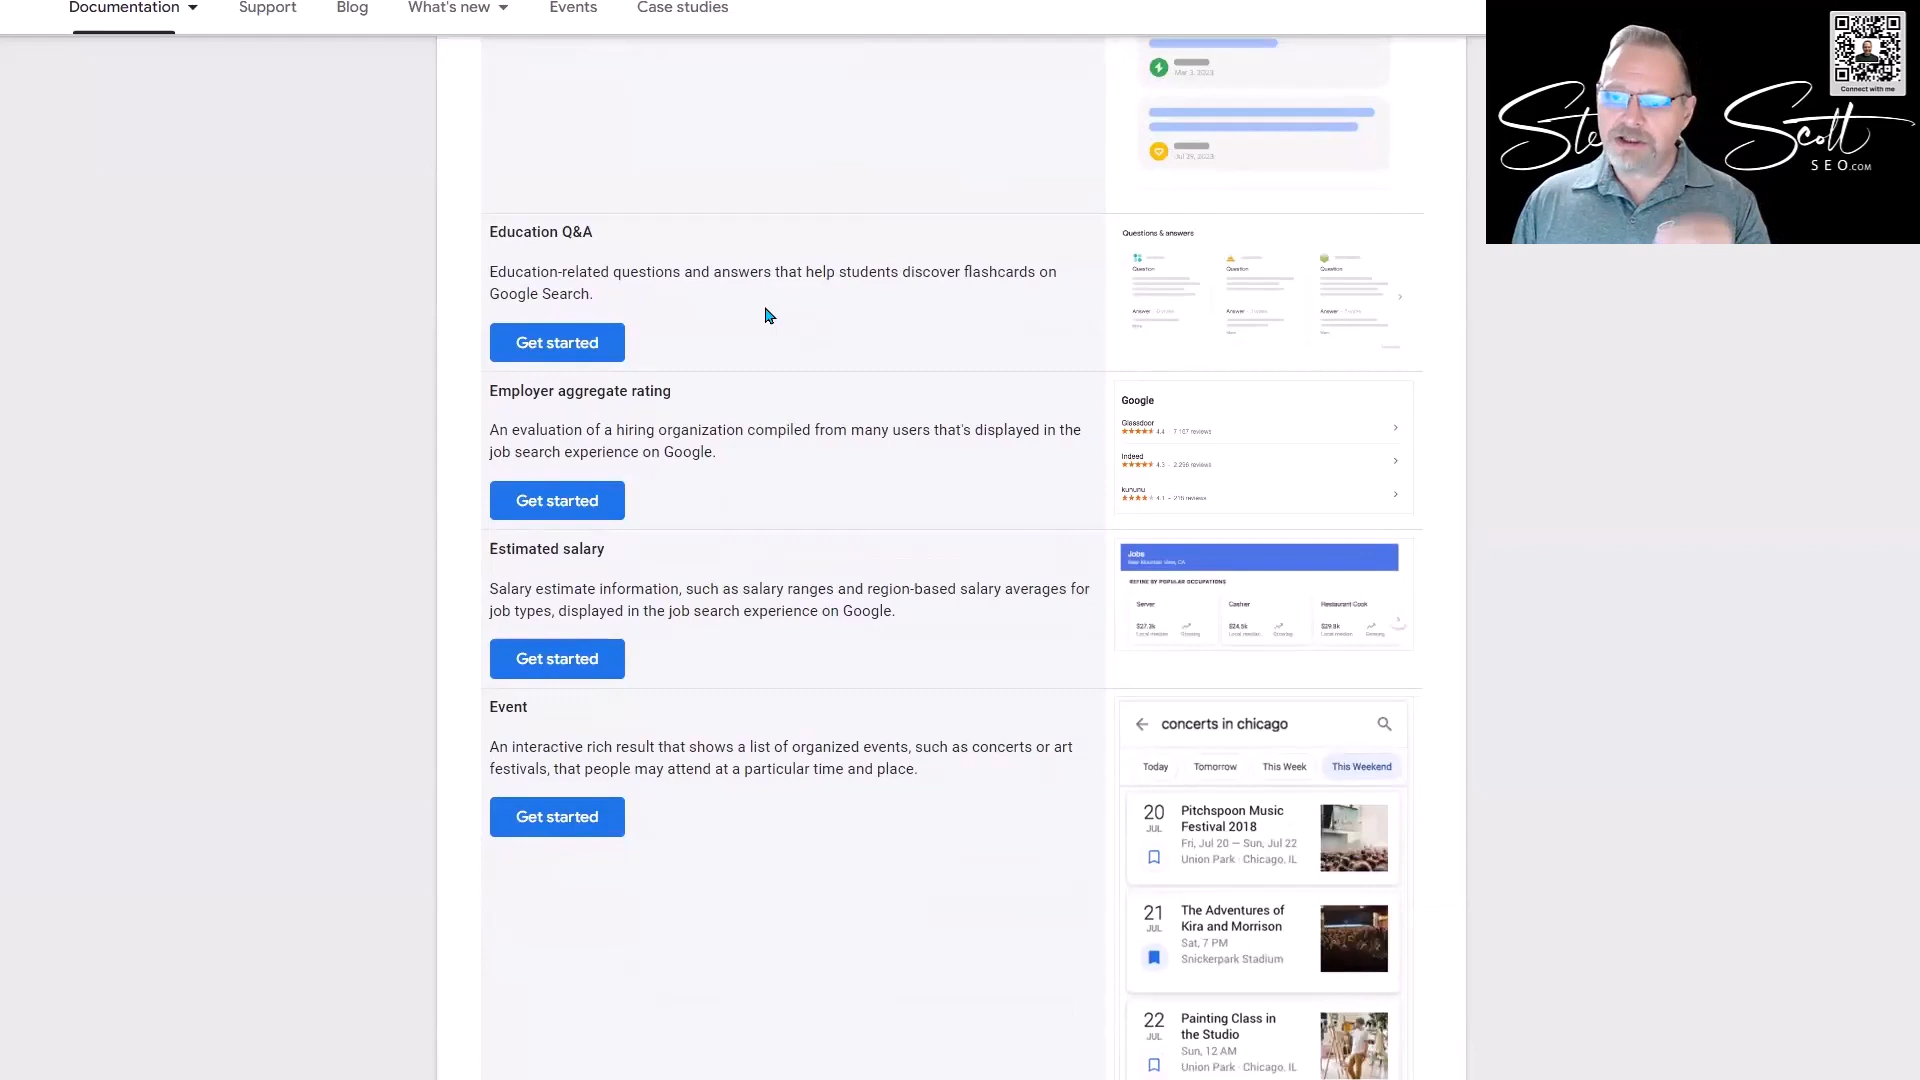 Documentation
Support
Blog
What's new
Events
Case studies
Connect with me
Scott
SEO.COM
Mar 3, 2023
Education Q&A
Education-related questions and answers that help students discover flashcards on
Google Search.
Get started
Questions & answers
Question
Question
Question
Answer
Answer
Answer
Employer aggregate rating
An evaluation of a hiring organization compiled from many users that's displayed in the
job search experience on Google.
Get started
Google
Glassdoor
4.4
Indeed
4.3 - 2,256 reviews
kununu
4.1 - 218 reviews
Estimated salary
Salary estimate information, such as salary ranges and region-based salary averages for
job types, displayed in the job search experience on Google.
Get started
Jobs
Near Mountain View, CA
REFINE BY POPULAR OCCUPATIONS
Server
Cashier
Restaurant Cook
$27.3k
$24.5k
$29.8k
Local median
Growing
Local median
Growing
Local median
Growing
Event
An interactive rich result that shows a list of organized events, such as concerts or art
festivals, that people may attend at a particular time and place.
Get started
concerts in chicago
Today
Tomorrow
This Week
This Weekend
20
JUL
Pitchspoon Music
Festival 2018
Fri, Jul 20 — Sun, Jul 22
Union Park · Chicago, IL
21
JUL
The Adventures of
Kira and Morrison
Sat, 7 PM
Snickerpark Stadium
22
JUL
Painting Class in
the Studio
Sun, 12 AM
Union Park · Chicago, IL